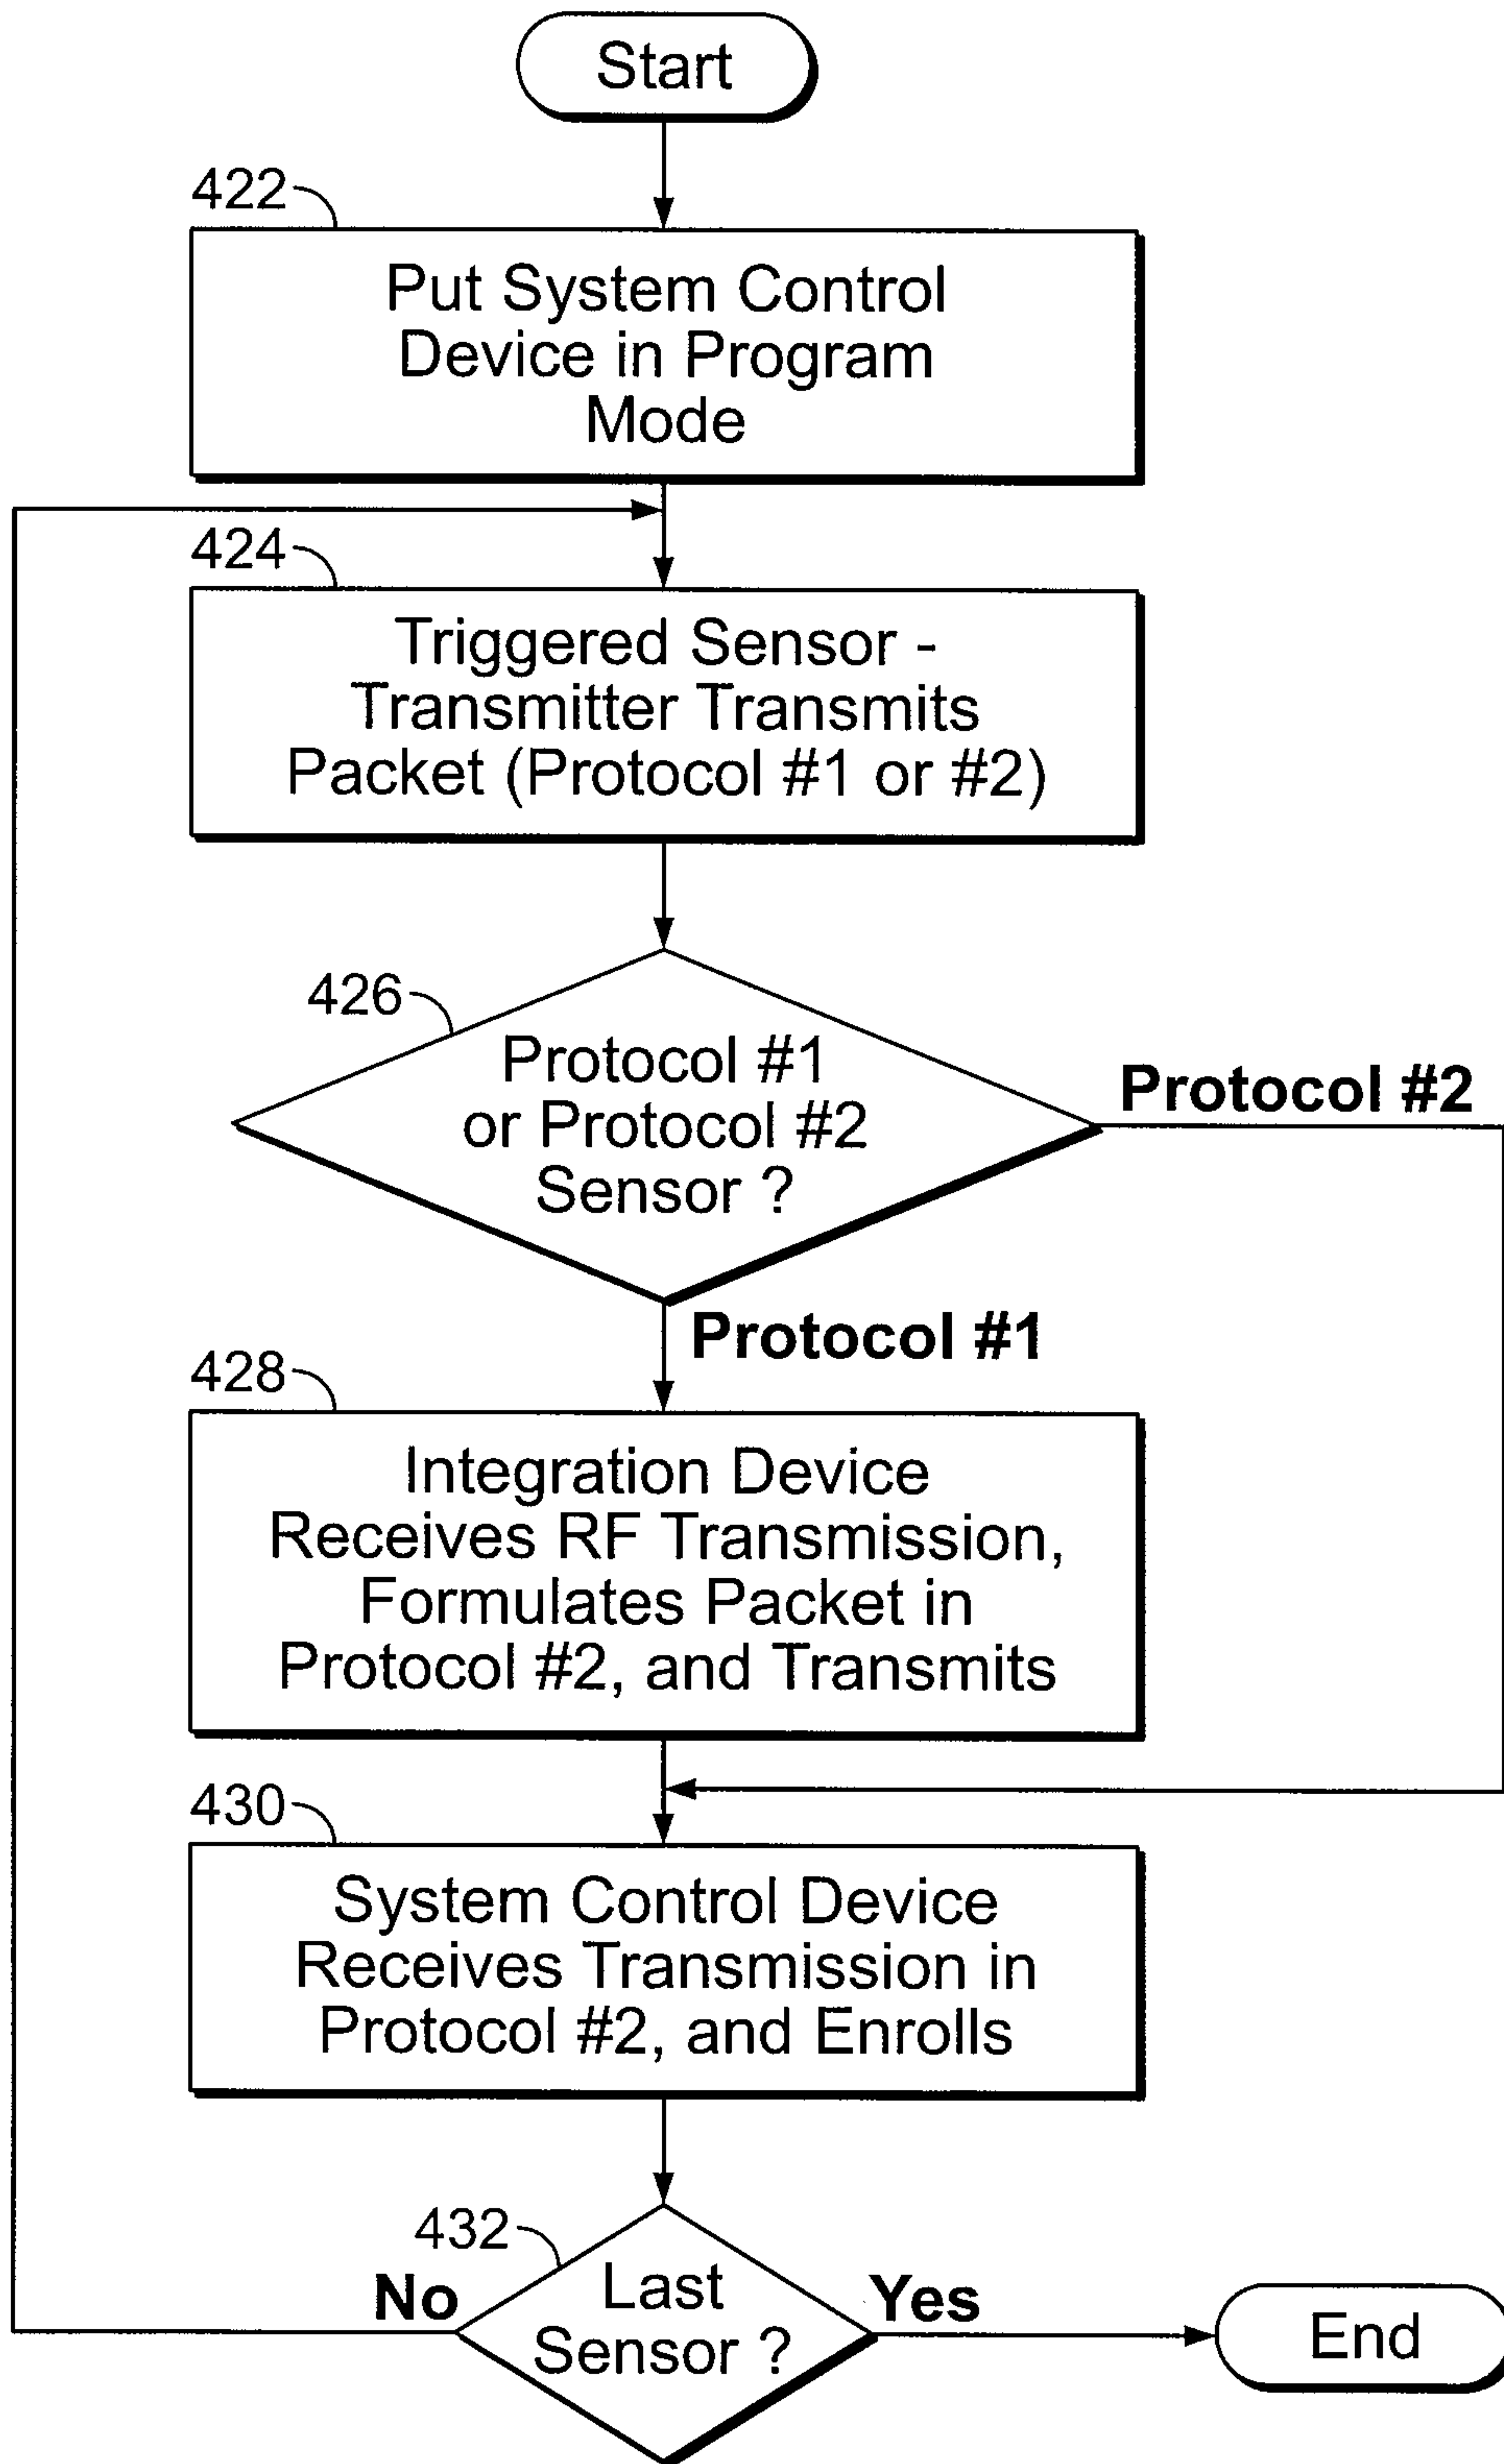 Start
422
Put System Control
Device in Program
Mode
424
Triggered Sensor -
Transmitter Transmits
Packet (Protocol #1 or #2)
426
Protocol #1
or Protocol #2
Sensor ?
Protocol #2
Protocol #1
428
Integration Device
Receives RF Transmission,
Formulates Packet in
Protocol #2, and Transmits
430
System Control Device
Receives Transmission in
Protocol #2, and Enrolls
432
Last
Sensor ?
No
Yes
End